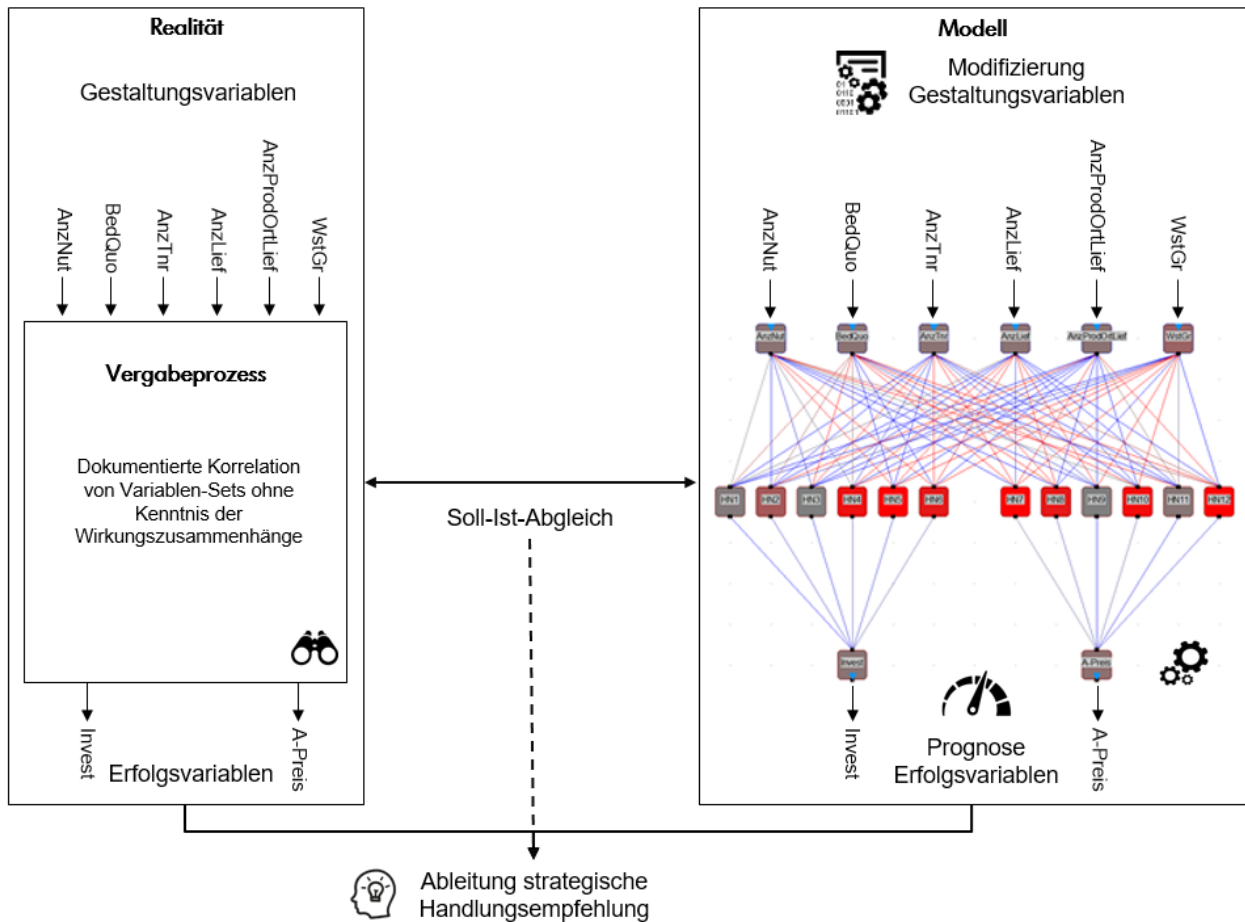 Realität
Gestaltungsvariablen
AnzNut
BedQuo
AnzTnr
AnzLief
AnzProdOrtLief
WstGr
Vergabeprozess
Dokumentierte Korrelation
von Variablen-Sets ohne
Kenntnis der
Wirkungszusammenhänge
Invest
A-Preis
Erfolgsvariablen
Soll-Ist-Abgleich
Modell
Modifizierung
Gestaltungsvariablen
AnzNut
BedQuo
AnzTnr
AnzLief
AnzProdOrtLief
WstGr
AnzNut
BedQuo
AnzTnr
AnzLief
AnzProdOrtLief
WstGr
HN1
HN2
HN3
HN4
HN5
HN6
HN7
HN8
HN9
HN10
HN11
HN12
Invest
A-Preis
Invest
Prognose
Erfolgsvariablen
A-Preis
Ableitung strategische
Handlungsempfehlung